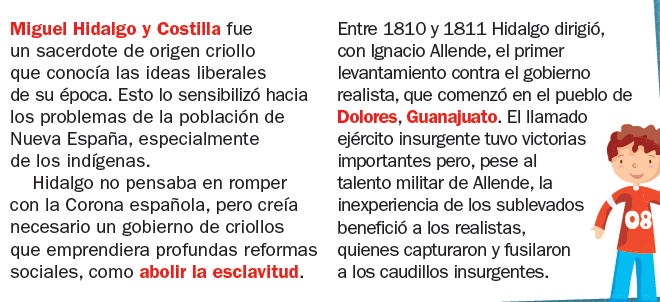 Miguel Hidalgo y Costilla fue
un sacerdote de origen criollo
que conocía las ideas liberales
de su época. Esto lo sensibilizó hacia
los problemas de la población de
Nueva España, especialmente
de los indígenas.
Hidalgo no pensaba en romper
con la Corona española, pero creía
necesario un gobierno de criollos
que emprendiera profundas reformas
sociales, como abolir la esclavitud.
Entre 1810 y 1811 Hidalgo dirigió,
con Ignacio Allende, el primer
levantamiento contra el gobierno
realista, que comenzó en el pueblo de
Dolores, Guanajuato. El llamado
ejército insurgente tuvo victorias
importantes pero, pese al
talento militar de Allende, la
inexperiencia de los sublevados
benefició a los realistas,
quienes capturaron y fusilaron
a los caudillos insurgentes.
08